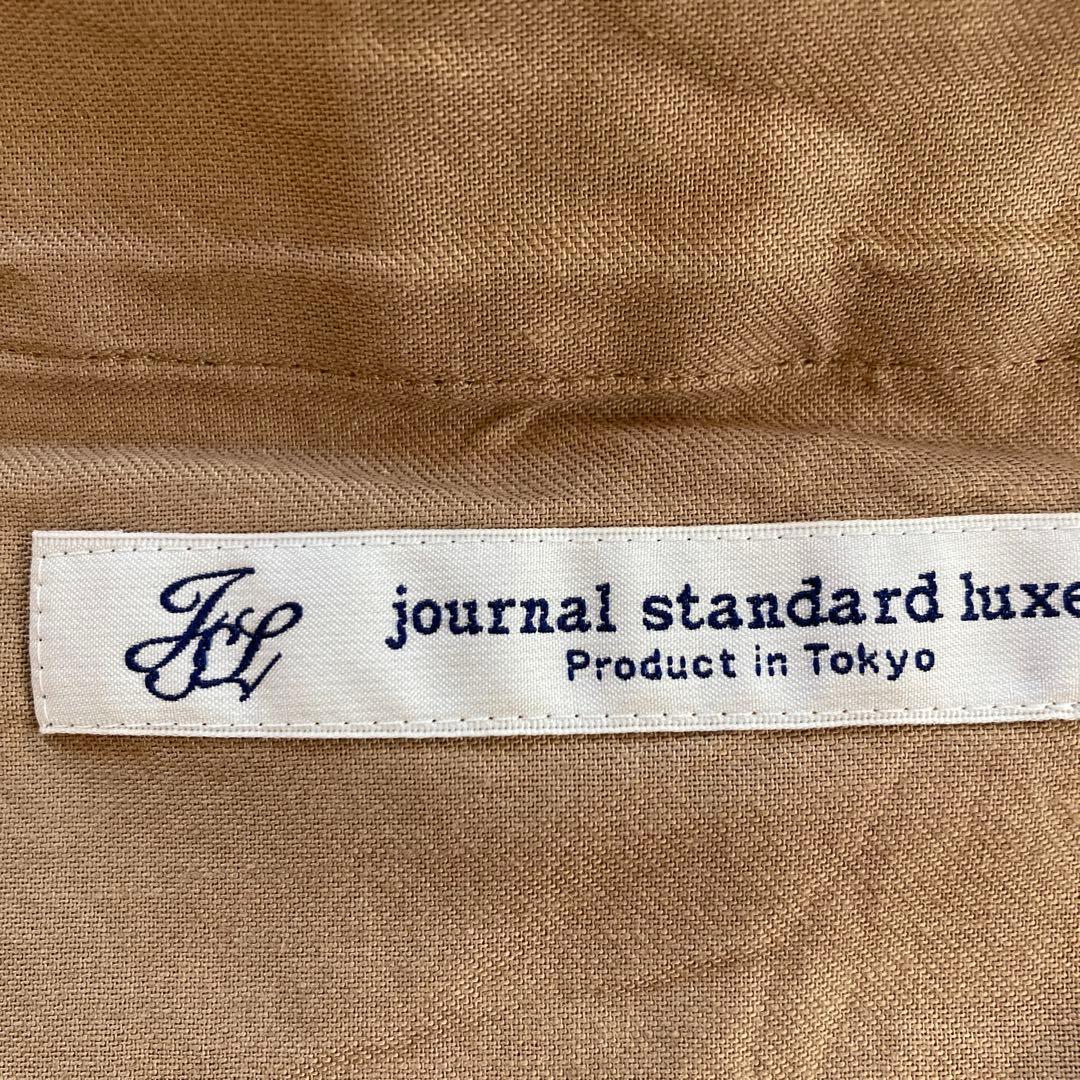 JSL
journal standard luxe
Product in Tokyo